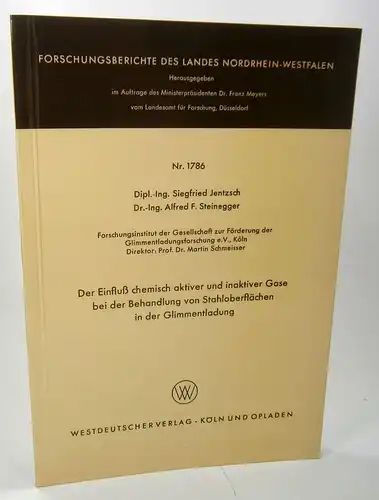 FORSCHUNGSBERICHTE DES LANDES NORDRHEIN-WESTFALEN
Herausgegeben
im Auftrage des Ministerpräsidenten Dr. Franz Meyers
vom Landesamt für Forschung, Düsseldorf
Nr. 1786
Dipl.-Ing. Siegfried Jentzsch
Dr.-Ing. Alfred F. Steinegger
Forschungsinstitut der Gesellschaft zur Förderung der
Glimmentladungsforschung e.V., Köln
Direktor: Prof. Dr. Martin Schmeisser
Der Einfluß chemisch aktiver und inaktiver Gase
bei der Behandlung von Stahloberflächen
in der Glimmentladung
W
WESTDEUTSCHER VERLAG - KÖLN UND OPLADEN